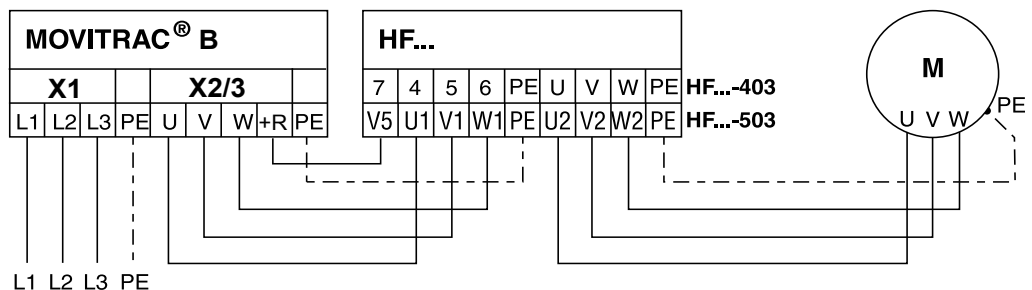 MOVITRAC® B
HF...
M
X1 X2/3
7 4 5 6 PE U V W PE HF...-403
L1 L2 L3 PE U V W +R PE
V5 U1 V1 W1 PE U2 V2 W2 PE HF...-503
U V W PE
L1 L2 L3 PE